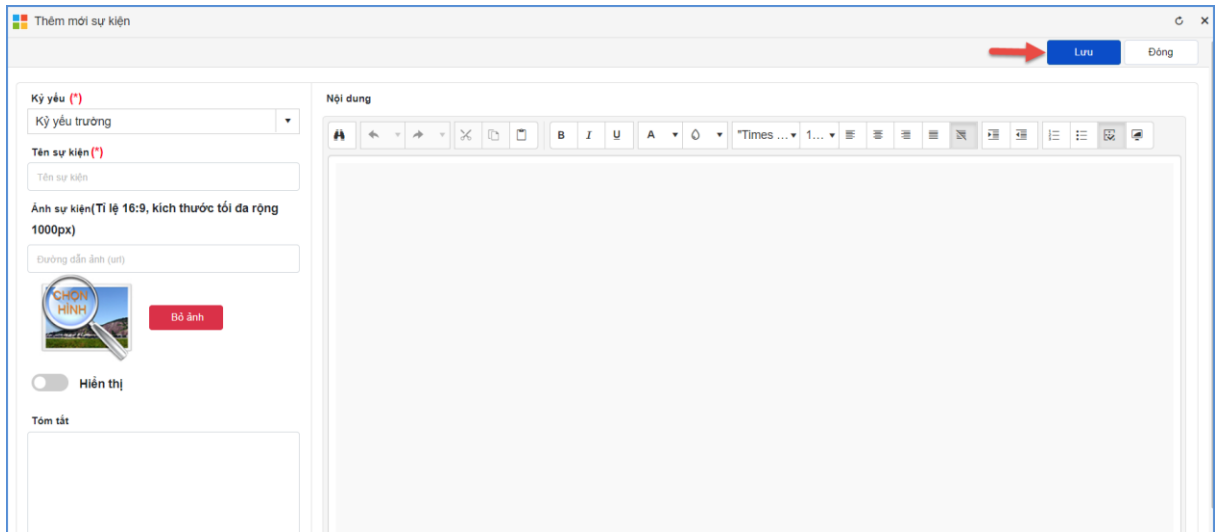 Thêm mới sự kiện
Lưu
Đóng
Kỷ yếu (*)
Kỷ yếu trường
Tên sự kiện (*)
Tên sự kiện
Ảnh sự kiện(Tỉ lệ 16:9, kích thước tối đa rộng
1000px)
Đường dẫn ảnh (url)
CHỌN
HÌNH
Bỏ ảnh
Hiển thị
Tóm tắt
Nội dung
B I U A "Times ... 1...